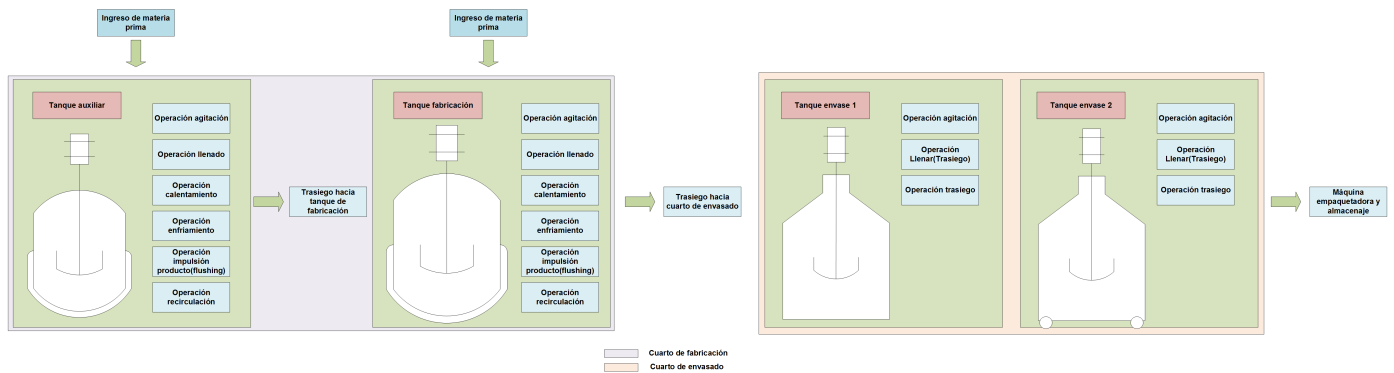 Ingreso de materia
prima
Ingreso de materia
prima
Tanque auxiliar
Operación agitación
Operación llenado
Operación
calentamiento
Operación
enfriamiento
Operación
impulsión
producto(flushing)
Operación
recirculación
Trasiego hacia
tanque de
fabricación
Tanque fabricación
Operación agitación
Operación llenado
Operación
calentamiento
Operación
enfriamiento
Operación
impulsión
producto(flushing)
Operación
recirculación
Trasiego hacia
cuarto de envasado
Tanque envase 1
Operación agitación
Operación
Llenar(Trasiego)
Operación trasiego
Tanque envase 2
Operación agitación
Operación
Llenar(Trasiego)
Operación trasiego
Máquina
empaquetadora y
almacenaje
Cuarto de fabricación
Cuarto de envasado